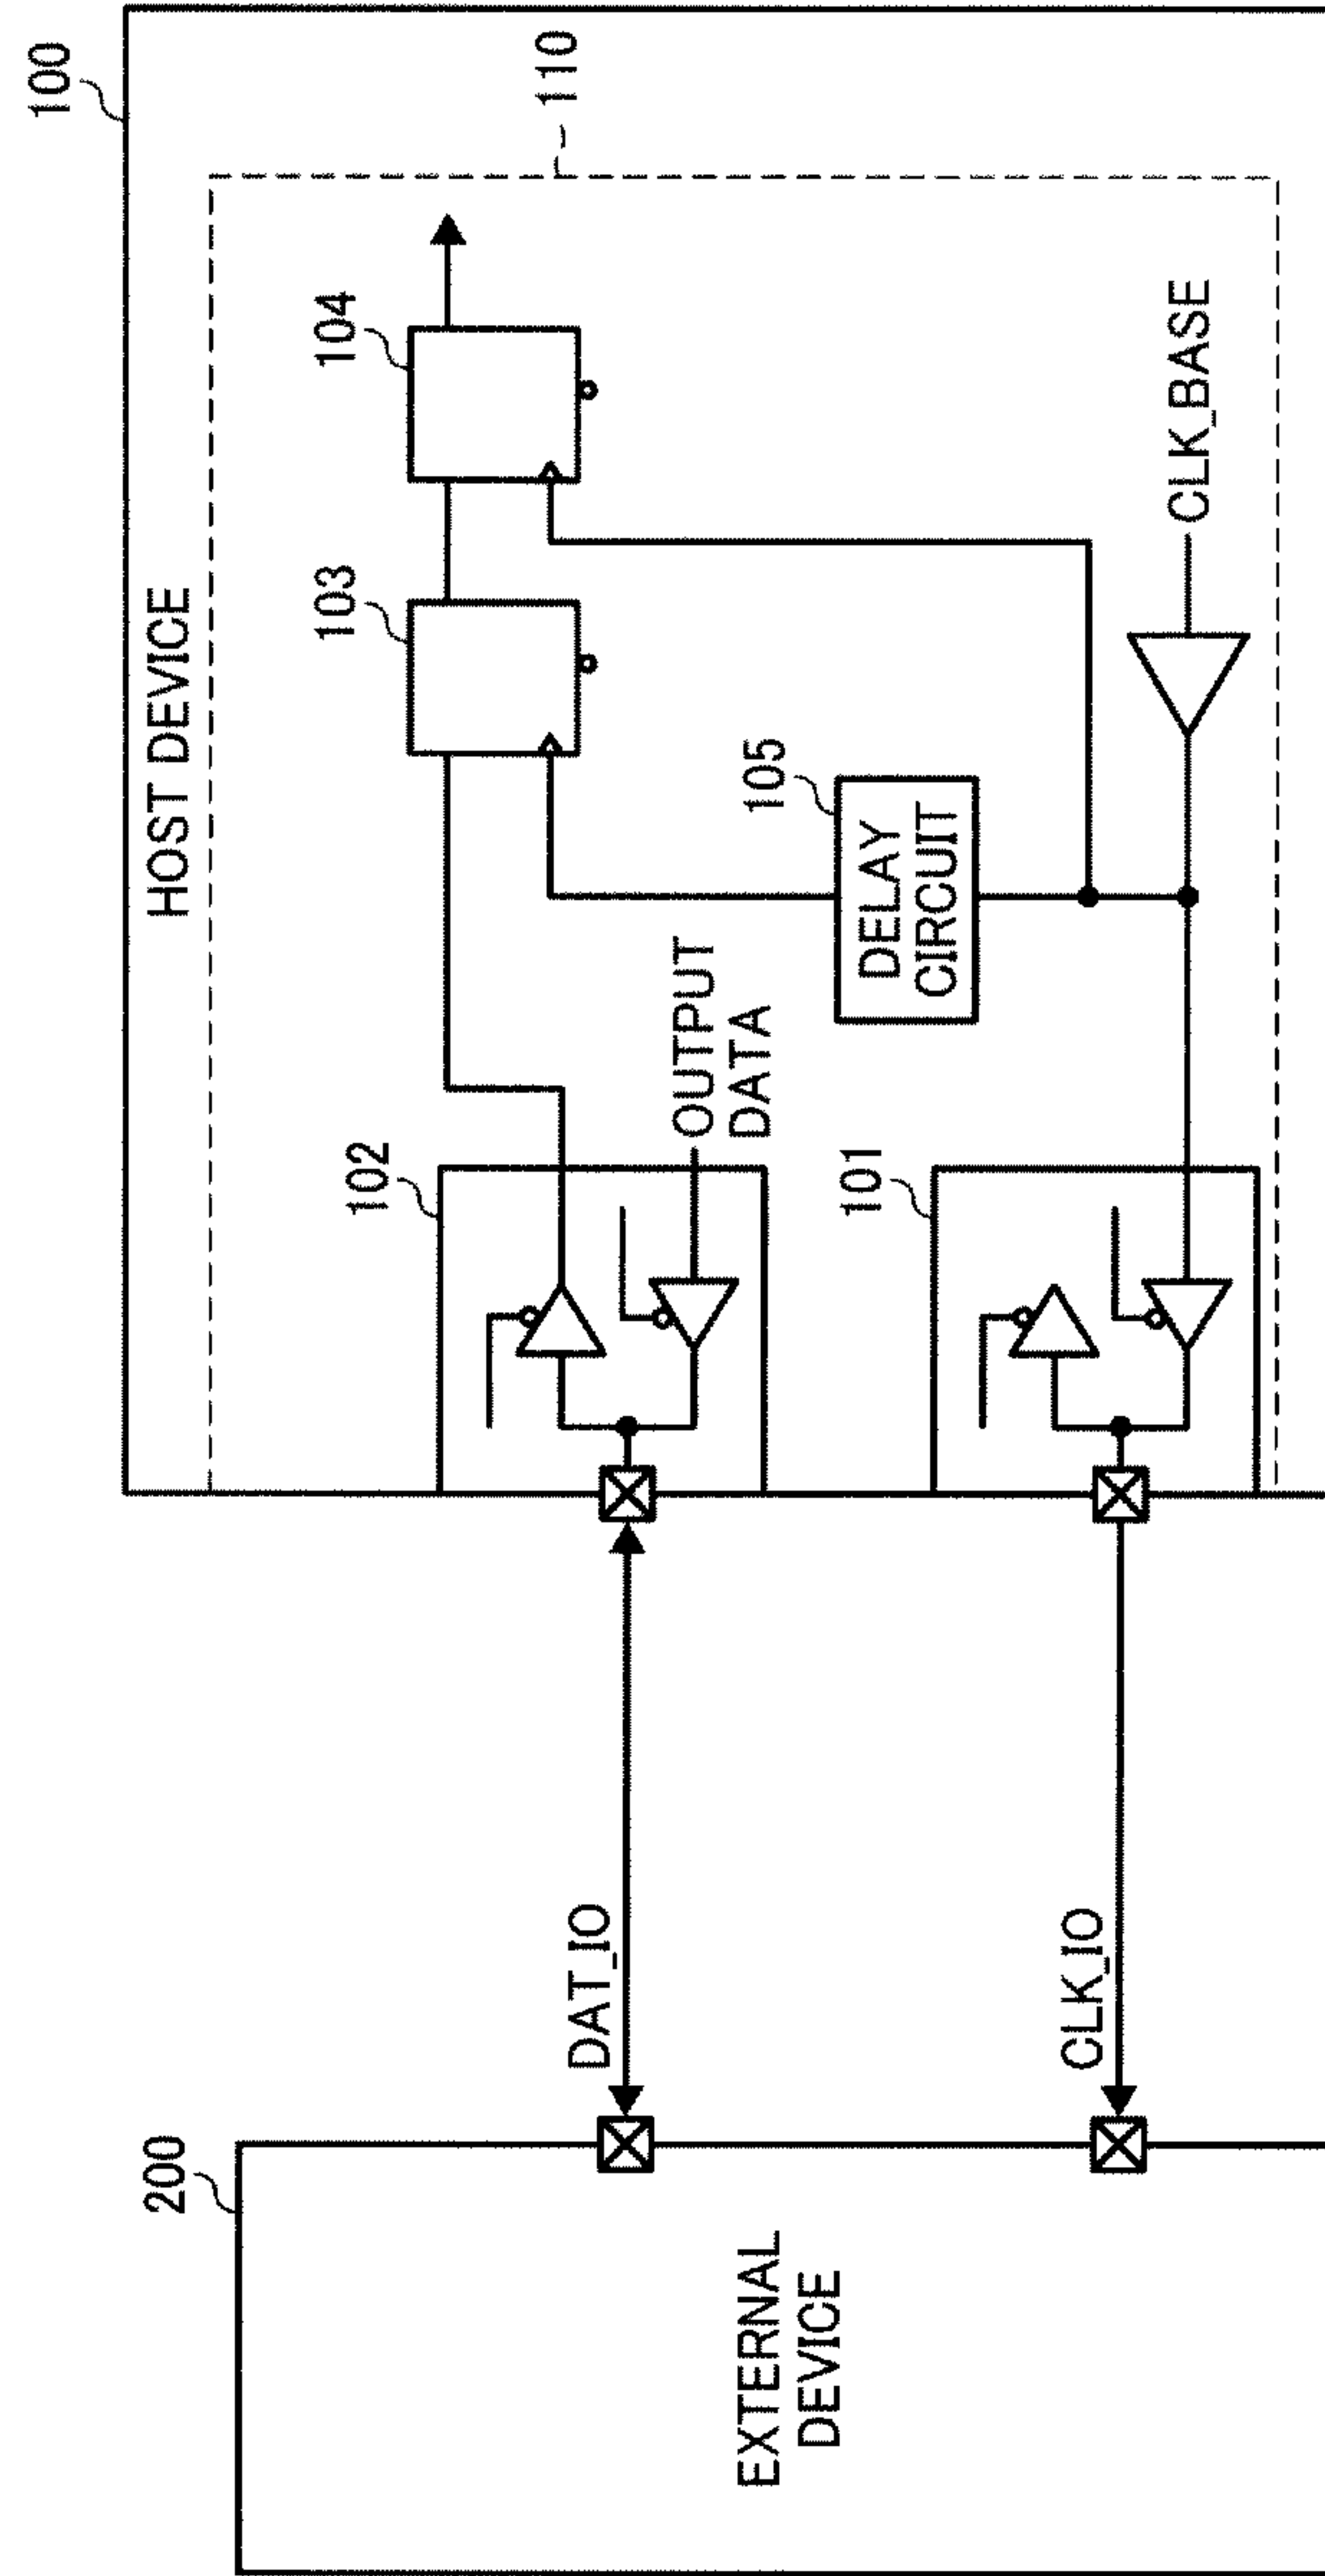 100
HOST DEVICE
110
200
102
103
104
DAT_IO
OUTPUT
DATA
105
DELAY
CIRCUIT
EXTERNAL
DEVICE
101
CLK_IO
CLK_BASE